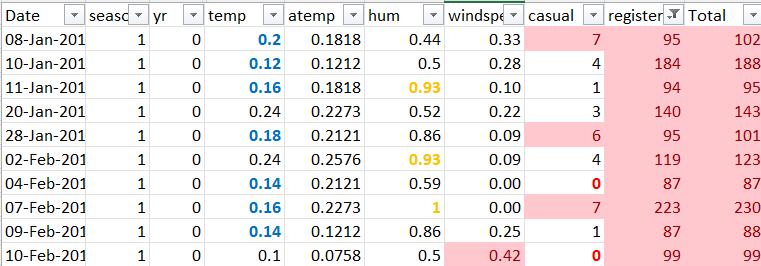 Date seasc yr temp atemp hum windspe casual register Total
08-Jan-201 1 0 0.2 0.1818 0.44 0.33 7 95 102
10-Jan-201 1 0 0.12 0.1212 0.5 0.28 4 184 188
11-Jan-201 1 0 0.16 0.1818 0.93 0.10 1 94 95
20-Jan-201 1 0 0.24 0.2273 0.52 0.22 3 140 143
28-Jan-201 1 0 0.18 0.2121 0.86 0.09 6 95 101
02-Feb-201 1 0 0.24 0.2576 0.93 0.09 4 119 123
04-Feb-201 1 0 0.14 0.2121 0.59 0.00 0 87 87
07-Feb-201 1 0 0.16 0.2273 1 0.00 7 223 230
09-Feb-201 1 0 0.14 0.1212 0.86 0.25 1 87 88
10-Feb-201 1 0 0.1 0.0758 0.5 0.42 0 99 99